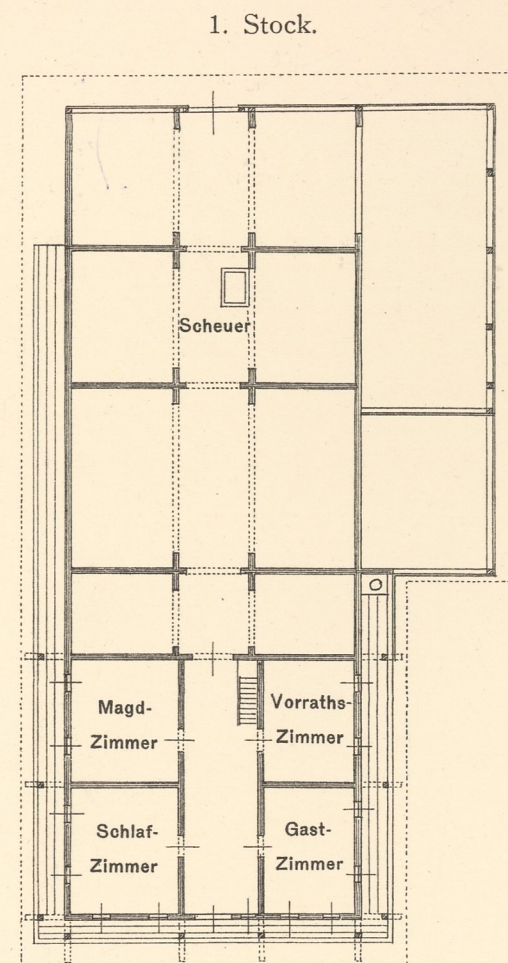 1. Stock.
Scheuer
Magd-
Zimmer
Vorraths-
Zimmer
Schlaf-
Zimmer
Gast-
Zimmer